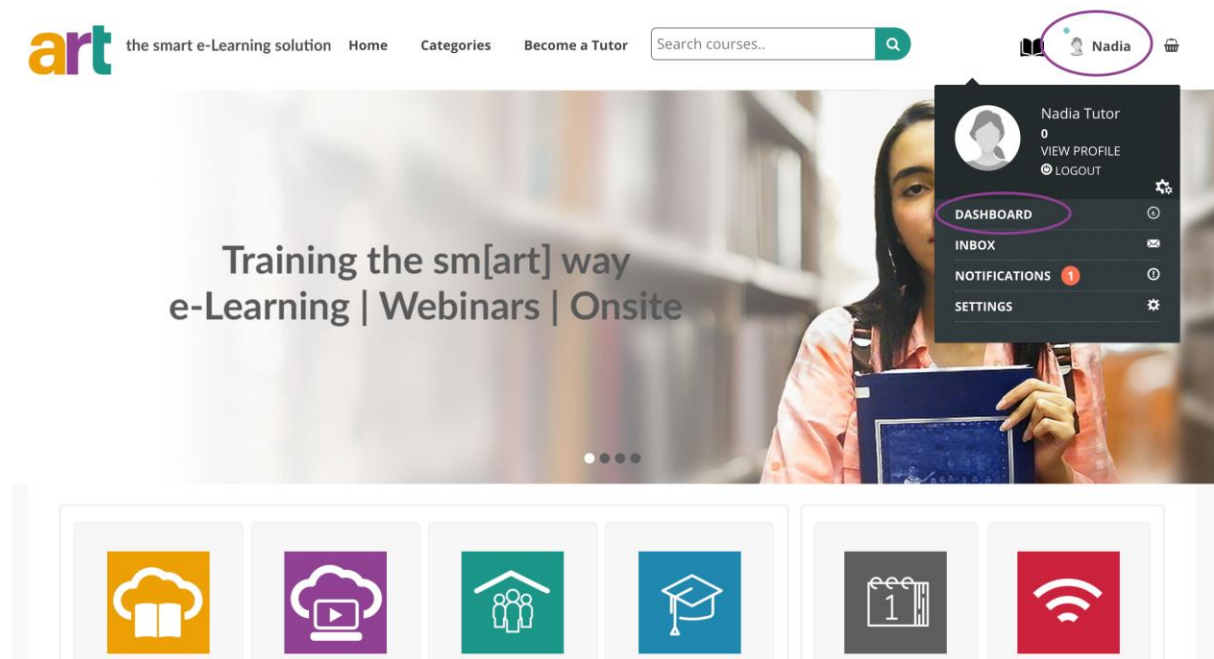 art the smart e-Learning solution Home Categories Become a Tutor Search courses.. Nadia
Nadia Tutor
0
VIEW PROFILE
LOGOUT
DASHBOARD
INBOX
NOTIFICATIONS 1
SETTINGS
Training the sm[art] way
e-Learning | Webinars | Onsite
1